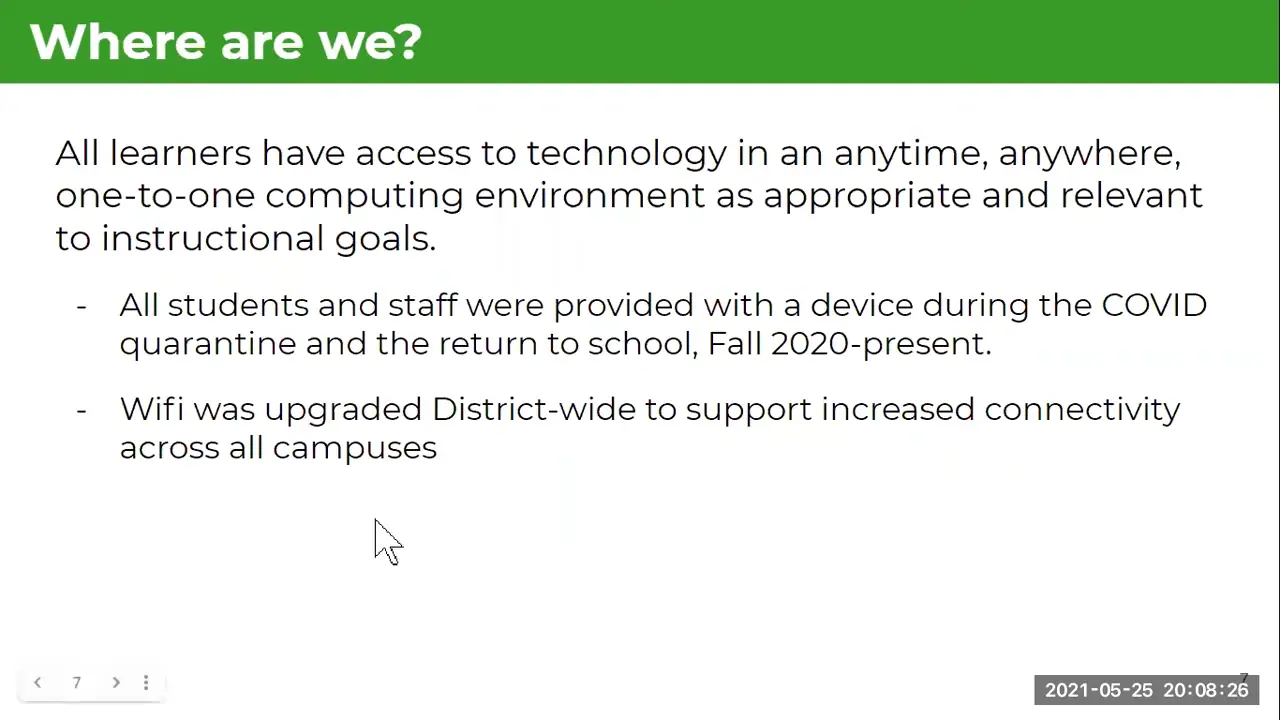 Where are we?
All learners have access to technology in an anytime, anywhere,
one-to-one computing environment as appropriate and relevant
to instructional goals.
- All students and staff were provided with a device during the COVID
quarantine and the return to school, Fall 2020-present.
- Wifi was upgraded District-wide to support increased connectivity
across all campuses
7
7
2021-05-25 20:08:26